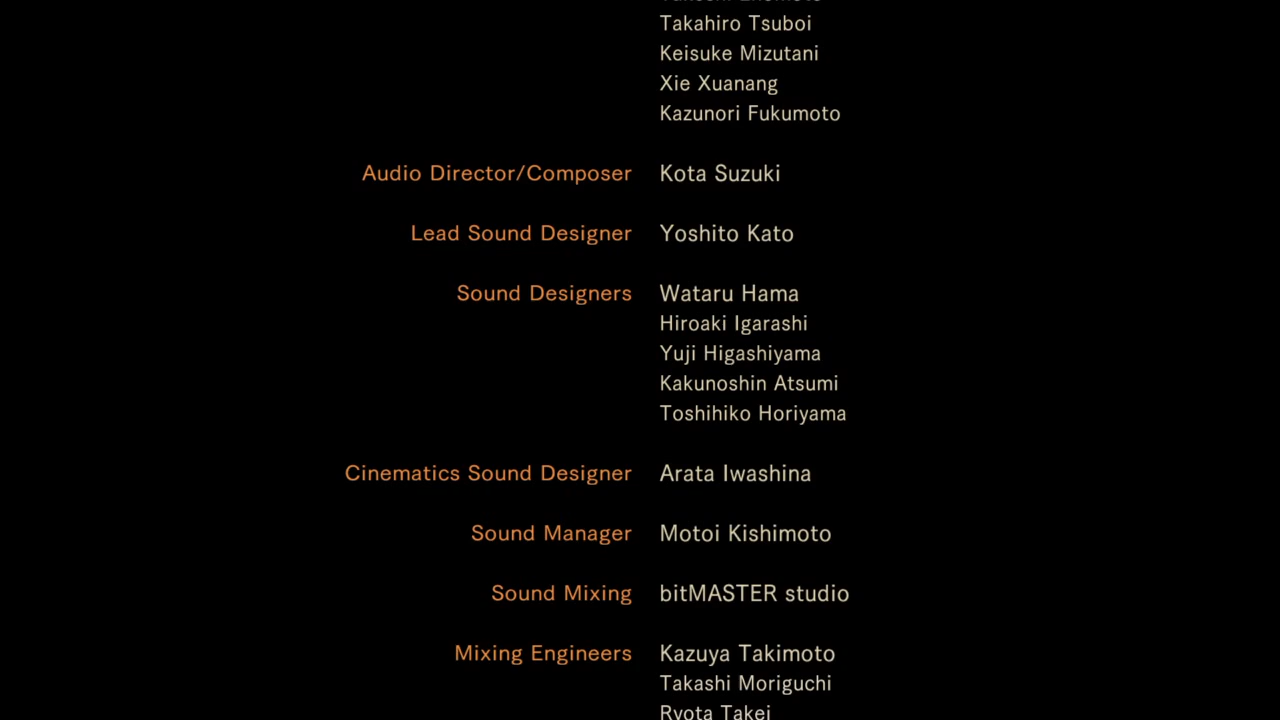 Takahiro Tsuboi
Keisuke Mizutani
Xie Xuanang
Kazunori Fukumoto
Audio Director/Composer Kota Suzuki
Lead Sound Designer Yoshito Kato
Sound Designers Wataru Hama
Hiroaki Igarashi
Yuji Higashiyama
Kakunoshin Atsumi
Toshihiko Horiyama
Cinematics Sound Designer Arata Iwashina
Sound Manager Motoi Kishimoto
Sound Mixing bitMASTER studio
Mixing Engineers Kazuya Takimoto
Takashi Moriguchi
Ryota Takei